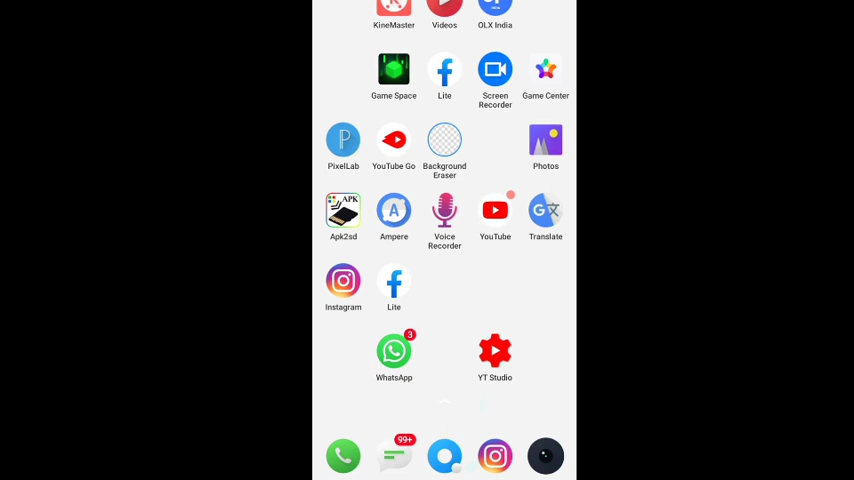 KineMaster Videos OLX India
Game Space Lite Screen Recorder Game Center
PixelLab YouTube Go Background Eraser Photos
APK
Apk2sd Ampere Voice Recorder YouTube Translate
Instagram Lite
3
WhatsApp YT Studio
99+